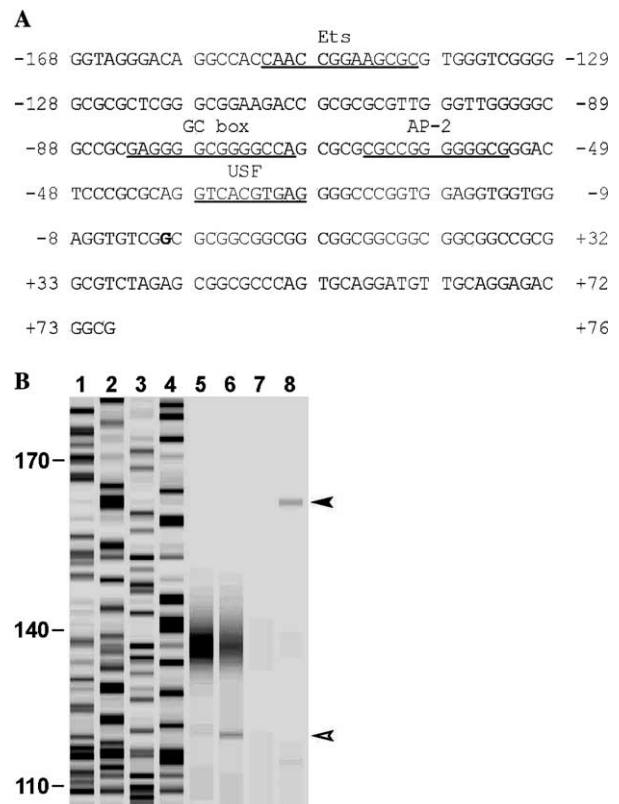 A
Ets
-168 GGTAGGGACA GGCCACCAAC CGGAAGCGCG TGGGTCGGGG -129
-128 GCGCGCTCGG GCGGAAGACC GCGCGCGTTG GGTTGGGGGC -89
GC box AP-2
-88 GCCGCGAGGG GCGGGGCCAG CGCGCGCCGG GGGGCGGGAC -49
USF
-48 TCCCGCGCAG GTCACGTGAG GGGCCCGGTG GAGGTGGTGG -9
-8 AGGTGTCGGC GCGGCGGCGG CGGCGGCGGC GGCGGCCGCG +32
+33 GCGTCTAGAG CGGCGCCCAG TGCAGGATGT TGCAGGAGAC +72
+73 GGCG +76
B 1 2 3 4 5 6 7 8
170
140
110